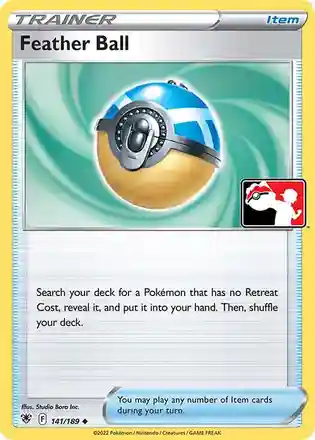 TRAINER
Item
Feather Ball
Search your deck for a Pokémon that has no Retreat
Cost, reveal it, and put it into your hand. Then, shuffle
your deck.
Illus. Studio Bora Inc.
F 141/189 ◆
You may play any number of Item cards
during your turn.
©2022 Pokémon / Nintendo / Creatures / GAME FREAK